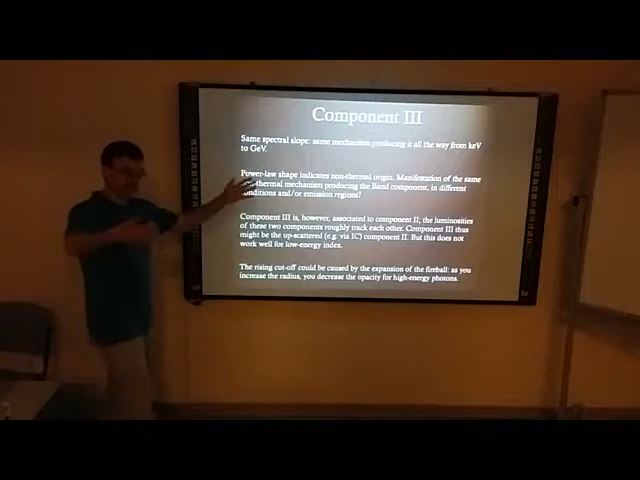 Component III
Same spectral slope: same mechanism producing it all the way from keV
to GeV.
Power-law shape indicates non-thermal origin. Manifestation of the same
non-thermal mechanism producing the Band component, in different
conditions and/or emission regions?
Component III is, however, associated to component II; the luminosities
of these two components roughly track each other. Component III thus
might be the up-scattered (e.g. via IC) component II. But this does not
work well for low-energy index.
The rising cut-off could be caused by the expansion of the fireball: as you
increase the radius, you decrease the opacity for high-energy photons.